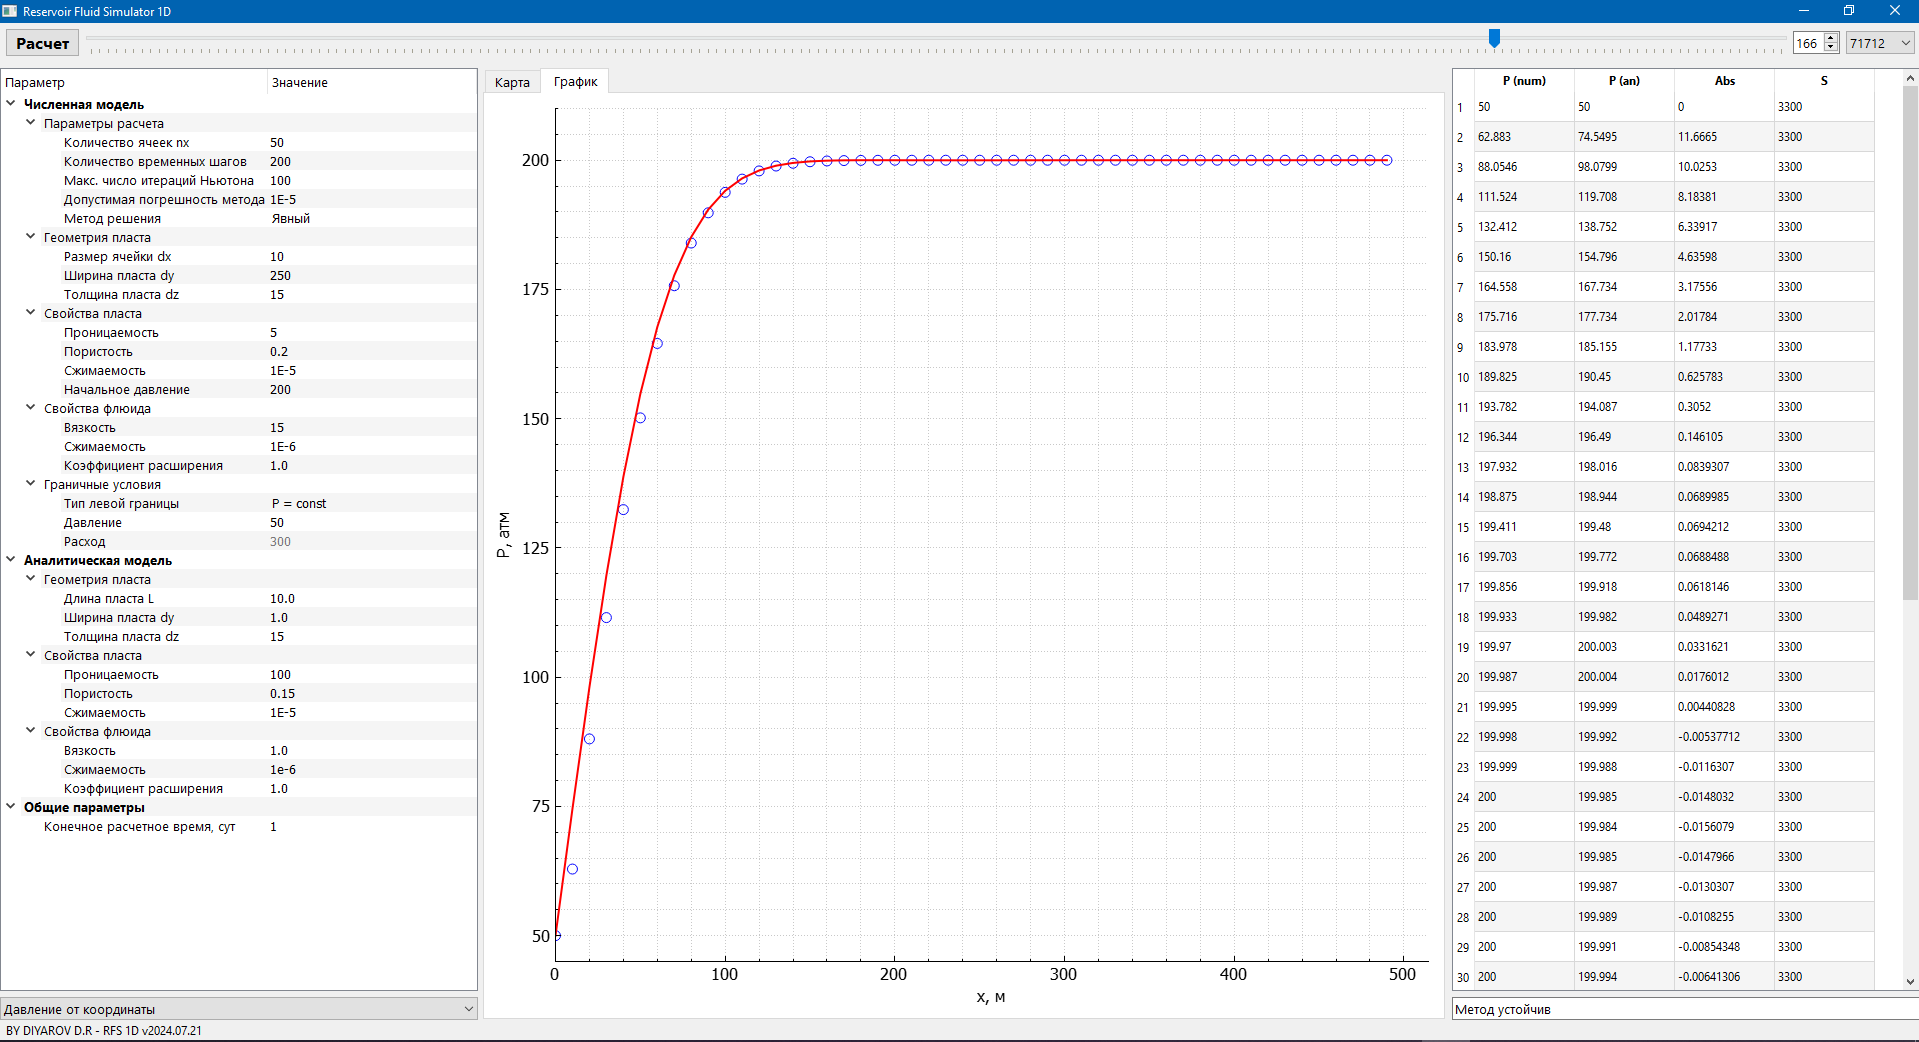 Reservoir Fluid Simulator 1D
Расчет
166
71712
Параметр Значение
Численная модель
Параметры расчета
Количество ячеек nx 50
Количество временных шагов 200
Макс. число итераций Ньютона 100
Допустимая погрешность метода 1E-5
Метод решения Явный
Геометрия пласта
Размер ячейки dx 10
Ширина пласта dy 250
Толщина пласта dz 15
Свойства пласта
Проницаемость 5
Пористость 0.2
Сжимаемость 1E-5
Начальное давление 200
Свойства флюида
Вязкость 15
Сжимаемость 1E-6
Коэффициент расширения 1.0
Граничные условия
Тип левой границы P = const
Давление 50
Расход 300
Аналитическая модель
Геометрия пласта
Длина пласта L 10.0
Ширина пласта dy 1.0
Толщина пласта dz 15
Свойства пласта
Проницаемость 100
Пористость 0.15
Сжимаемость 1E-5
Свойства флюида
Вязкость 1.0
Сжимаемость 1e-6
Коэффициент расширения 1.0
Общие параметры
Конечное расчетное время, сут 1
Давление от координаты
BY DIYAROV D.R - RFS 1D v2024.07.21
Карта График
200
175
150
125
100
75
50
P, атм
0 100 200 300 400 500
x, м
P (num) P (an) Abs S
1 50 50 0 3300
2 62.883 74.5495 11.6665 3300
3 88.0546 98.0799 10.0253 3300
4 111.524 119.708 8.18381 3300
5 132.412 138.752 6.33917 3300
6 150.16 154.796 4.63598 3300
7 164.558 167.734 3.17556 3300
8 175.716 177.734 2.01784 3300
9 183.978 185.155 1.17733 3300
10 189.825 190.45 0.625783 3300
11 193.782 194.087 0.3052 3300
12 196.344 196.49 0.146105 3300
13 197.932 198.016 0.0839307 3300
14 198.875 198.944 0.0689985 3300
15 199.411 199.48 0.0694212 3300
16 199.703 199.772 0.0688488 3300
17 199.856 199.918 0.0618146 3300
18 199.933 199.982 0.0489271 3300
19 199.97 200.003 0.0331621 3300
20 199.987 200.004 0.0176012 3300
21 199.995 199.999 0.00440828 3300
22 199.998 199.992 -0.00537712 3300
23 199.999 199.988 -0.0116307 3300
24 200 199.985 -0.0148032 3300
25 200 199.984 -0.0156079 3300
26 200 199.985 -0.0147966 3300
27 200 199.987 -0.0130307 3300
28 200 199.989 -0.0108255 3300
29 200 199.991 -0.00854348 3300
30 200 199.994 -0.00641306 3300
Метод устойчив